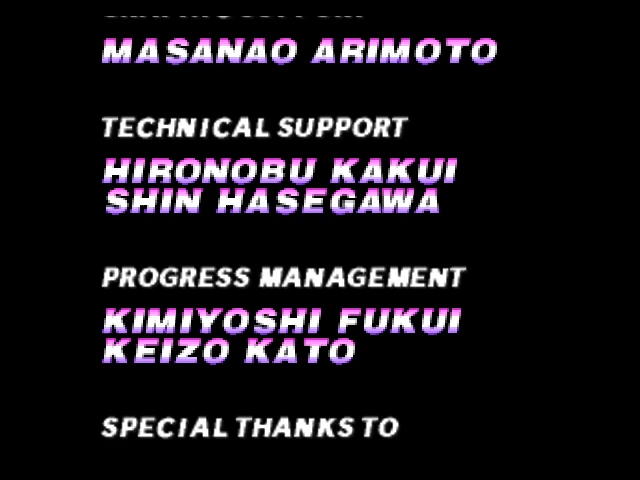 MASANAO ARIMOTO
TECHNICAL SUPPORT
HIRONOBU KAKUI
SHIN HASEGAWA
PROGRESS MANAGEMENT
KIMIYOSHI FUKUI
KEIZO KATO
SPECIAL THANKS TO